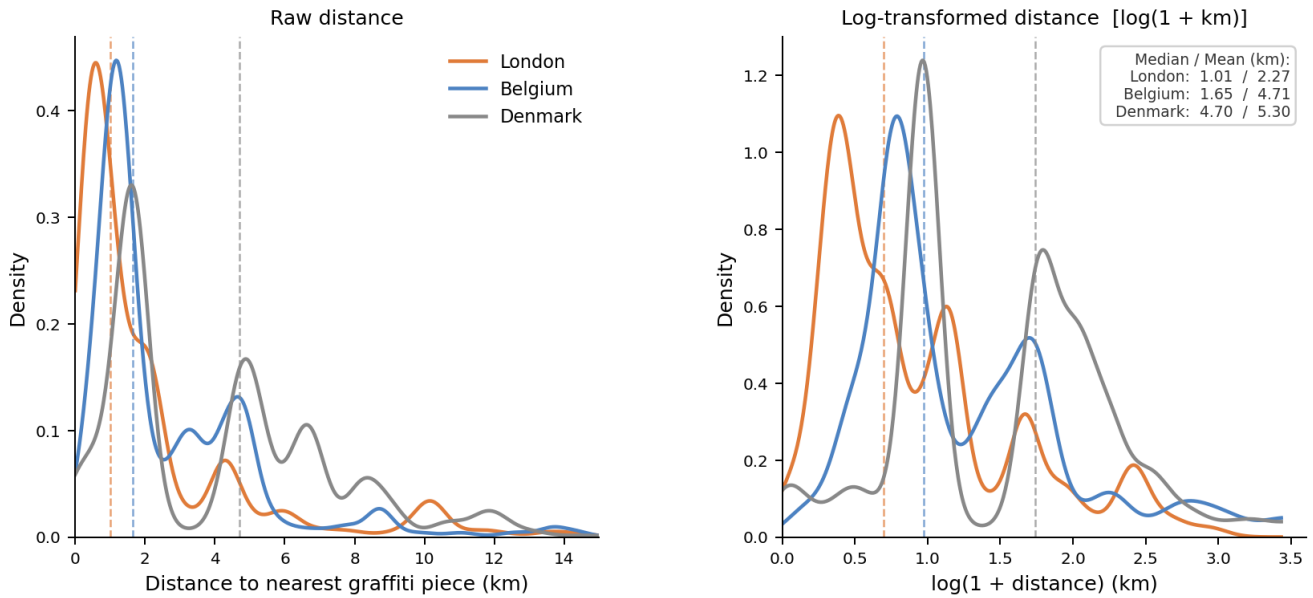 Raw distance
London
Belgium
Denmark
Density
0.4
0.3
0.2
0.1
0.0
0
2
4
6
8
10
12
14
Distance to nearest graffiti piece (km)
Log-transformed distance [log(1 + km)]
Median / Mean (km):
London: 1.01 / 2.27
Belgium: 1.65 / 4.71
Denmark: 4.70 / 5.30
Density
1.2
1.0
0.8
0.6
0.4
0.2
0.0
0.0
0.5
1.0
1.5
2.0
2.5
3.0
3.5
log(1 + distance) (km)